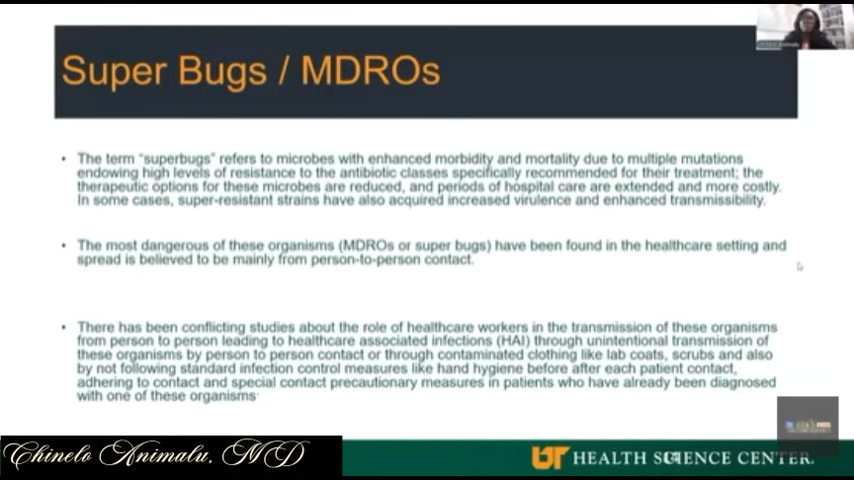 Super Bugs / MDROs
• The term "superbugs" refers to microbes with enhanced morbidity and mortality due to multiple mutations
endowing high levels of resistance to the antibiotic classes specifically recommended for their treatment; the
therapeutic options for these microbes are reduced, and periods of hospital care are extended and more costly.
In some cases, super-resistant strains have also acquired increased virulence and enhanced transmissibility.
• The most dangerous of these organisms (MDROs or super bugs) have been found in the healthcare setting and
spread is believed to be mainly from person-to-person contact.
• There has been conflicting studies about the role of healthcare workers in the transmission of these organisms
from person to person leading to healthcare associated infections (HAI) through unintentional transmission of
these organisms by person to person contact or through contaminated clothing like lab coats, scrubs and also
by not following standard infection control measures like hand hygiene before after each patient contact,
adhering to contact and special contact precautionary measures in patients who have already been diagnosed
with one of these organisms
Chinelo Animalu, MD
UT HEALTH SCIENCE CENTER.